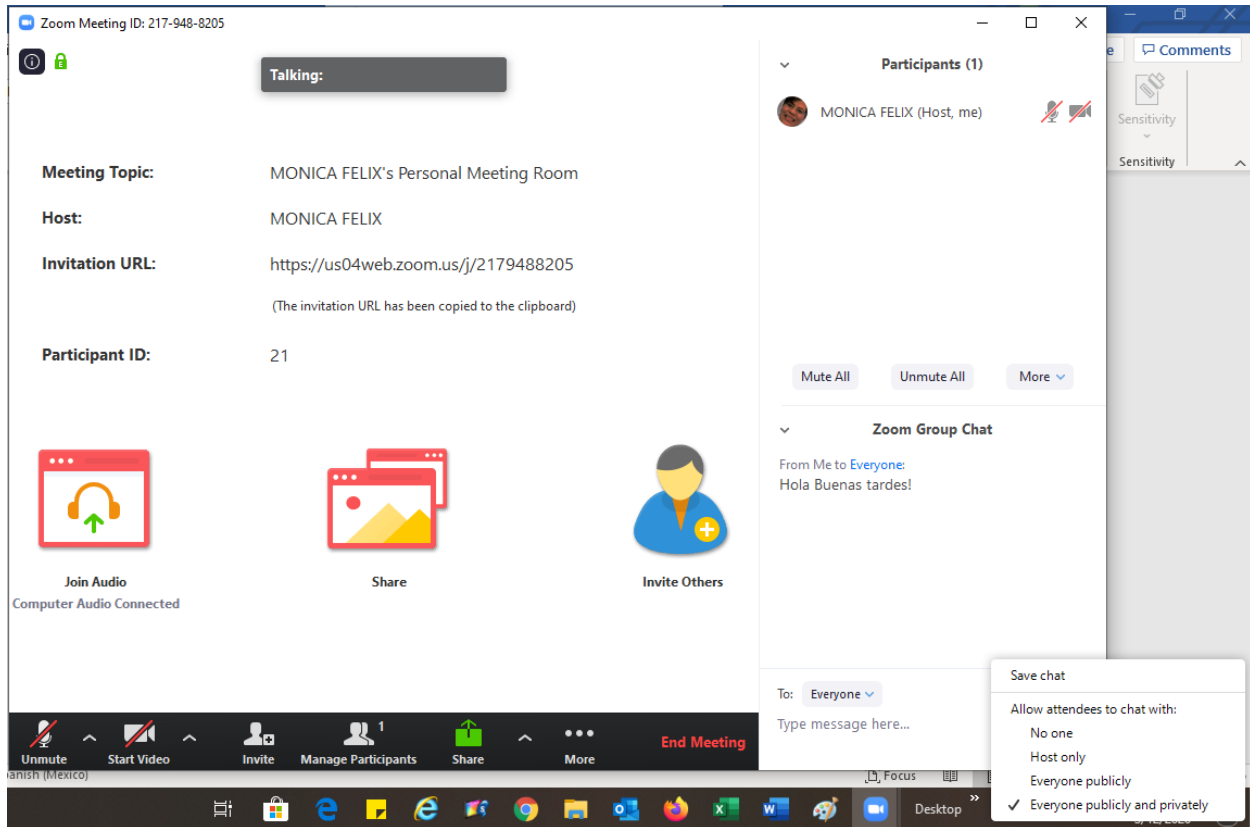 Zoom Meeting ID: 217-948-8205
Comments
Talking:
Participants (1)
MONICA FELIX (Host, me)
Sensitivity
Sensitivity
Meeting Topic:
MONICA FELIX's Personal Meeting Room
Host:
MONICA FELIX
Invitation URL:
https://us04web.zoom.us/j/2179488205
(The invitation URL has been copied to the clipboard)
Participant ID:
21
Mute All
Unmute All
More
Zoom Group Chat
From Me to Everyone:
Hola Buenas tardes!
Join Audio
Computer Audio Connected
Share
Invite Others
To: Everyone
Type message here...
Save chat
Allow attendees to chat with:
No one
Host only
Everyone publicly
✓ Everyone publicly and privately
Unmute
Start Video
Invite
1
Manage Participants
Share
More
End Meeting
(Mexico)
Focus
Desktop